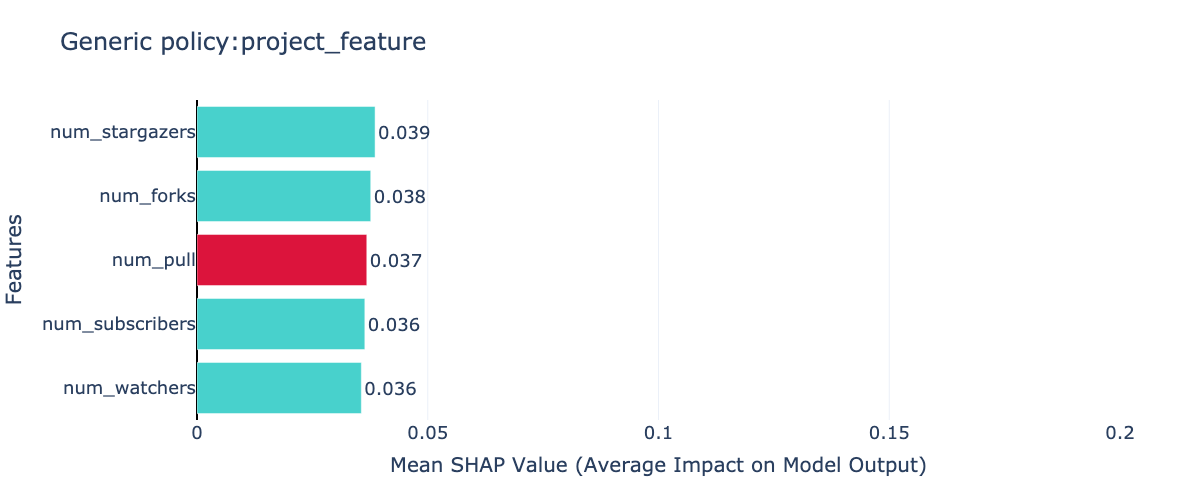 Generic policy:project_feature
Features
num_stargazers 0.039
num_forks 0.038
num_pull 0.037
num_subscribers 0.036
num_watchers 0.036
0 0.05 0.1 0.15 0.2
Mean SHAP Value (Average Impact on Model Output)